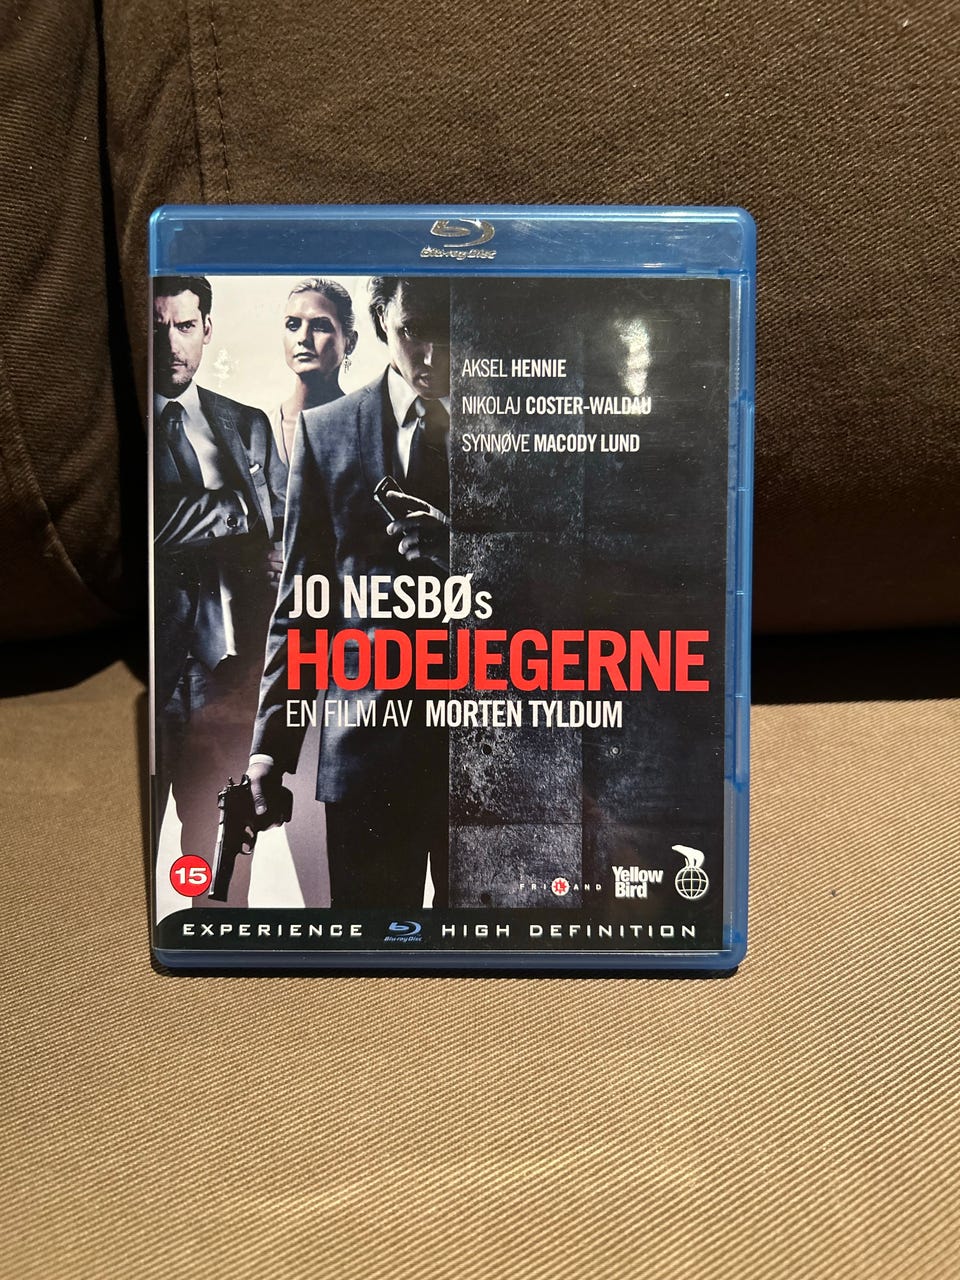 Blu-ray Disc
AKSEL HENNIE
NIKOLAJ COSTER-WALDAU
SYNNØVE MACODY LUND
JO NESBØs
HODEJEGERNE
EN FILM AV MORTEN TYLDUM
15
FRILAND
Yellow
Bird
EXPERIENCE Blu-ray Disc HIGH DEFINITION